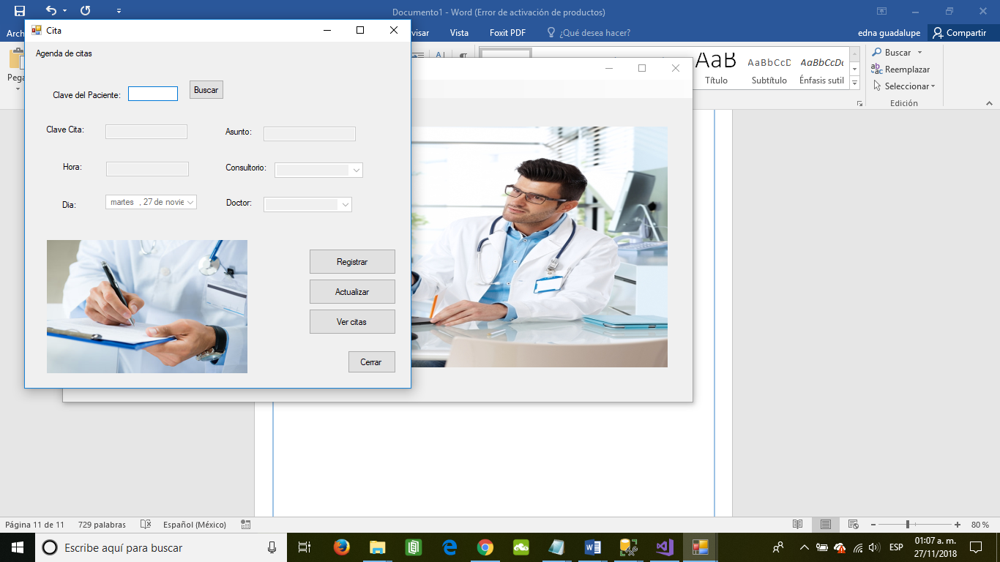 Documento1 - Word (Error de activación de productos)
Arch
visar
Vista
Foxit PDF
¿Qué desea hacer?
edna guadalupe
Compartir
Pega
AaB
AaBbCcD
AaBbCcDc
Título
Subtítulo
Énfasis sutil
Buscar
Reemplazar
Seleccionar
Edición
Cita
Agenda de citas
Clave del Paciente:
Buscar
Clave Cita:
Asunto:
Hora:
Consultorio:
Dia:
martes , 27 de novie
Doctor:
Registrar
Actualizar
Ver citas
Cerrar
Página 11 de 11
729 palabras
Español (México)
80 %
Escribe aquí para buscar
ESP
01:07 a. m.
27/11/2018